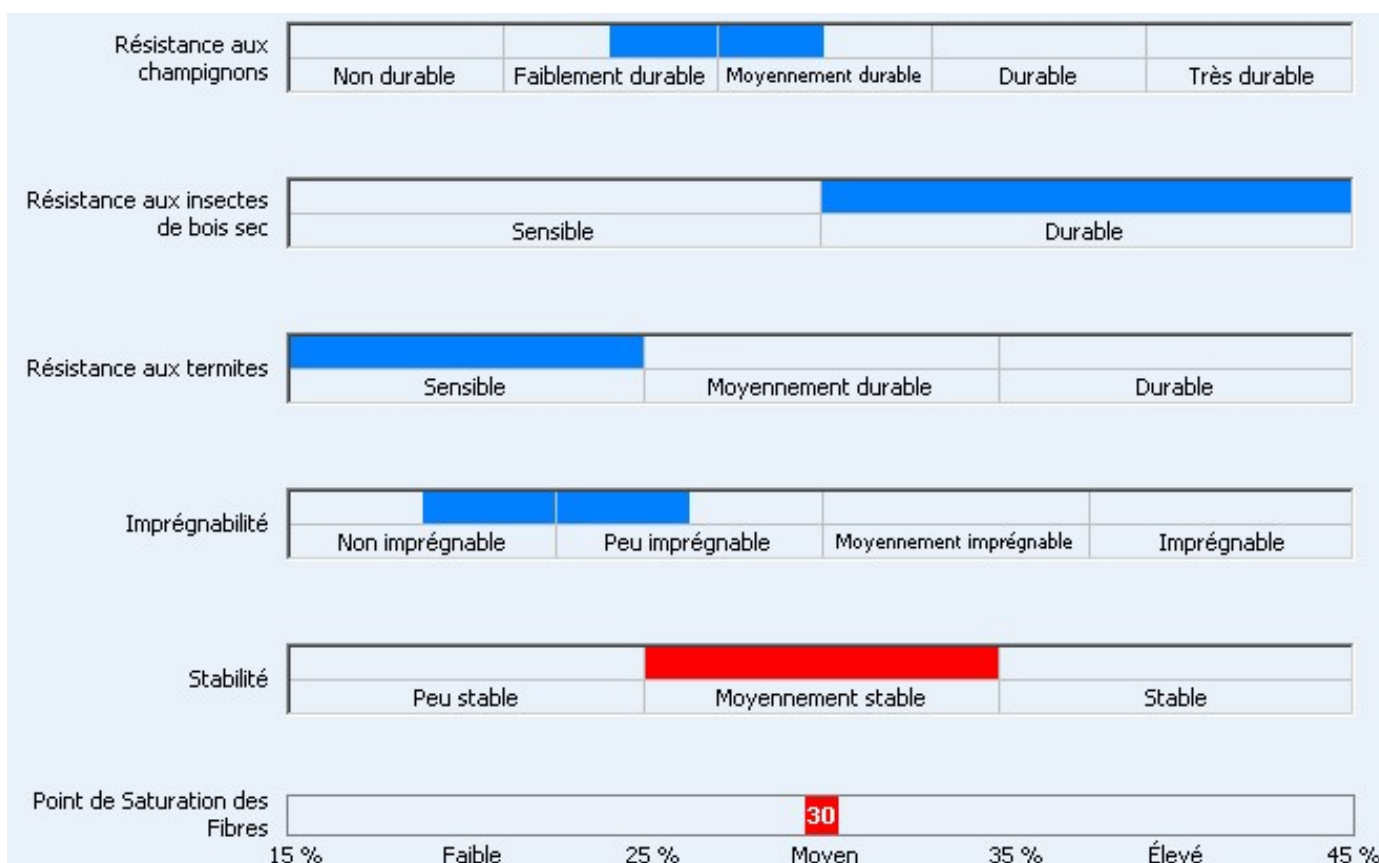 Résistance aux
champignons
Non durable Faiblement durable Moyennement durable Durable Très durable
Résistance aux insectes
de bois sec
Sensible Durable
Résistance aux termites
Sensible Moyennement durable Durable
Imprégnabilité
Non imprégnable Peu imprégnable Moyennement imprégnable Imprégnable
Stabilité
Peu stable Moyennement stable Stable
Point de Saturation des
Fibres
30
15 % Faible 25 % Moyen 35 % Élevé 45 %